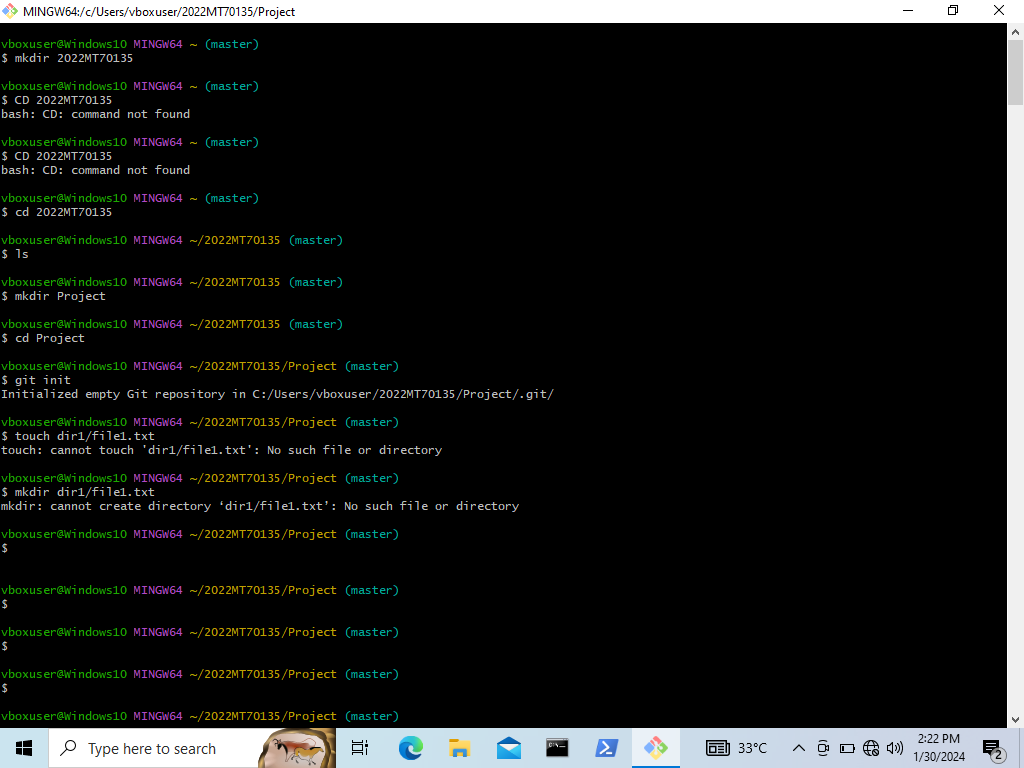 MINGW64:/c/Users/vboxuser/2022MT70135/Project
vboxuser@Windows10 MINGW64 ~ (master)
$ mkdir 2022MT70135
vboxuser@Windows10 MINGW64 ~ (master)
$ CD 2022MT70135
bash: CD: command not found
vboxuser@Windows10 MINGW64 ~ (master)
$ CD 2022MT70135
bash: CD: command not found
vboxuser@Windows10 MINGW64 ~ (master)
$ cd 2022MT70135
vboxuser@Windows10 MINGW64 ~/2022MT70135 (master)
$ ls
vboxuser@Windows10 MINGW64 ~/2022MT70135 (master)
$ mkdir Project
vboxuser@Windows10 MINGW64 ~/2022MT70135 (master)
$ cd Project
vboxuser@Windows10 MINGW64 ~/2022MT70135/Project (master)
$ git init
Initialized empty Git repository in C:/Users/vboxuser/2022MT70135/Project/.git/
vboxuser@Windows10 MINGW64 ~/2022MT70135/Project (master)
$ touch dir1/file1.txt
touch: cannot touch 'dir1/file1.txt': No such file or directory
vboxuser@Windows10 MINGW64 ~/2022MT70135/Project (master)
$ mkdir dir1/file1.txt
mkdir: cannot create directory ‘dir1/file1.txt’: No such file or directory
vboxuser@Windows10 MINGW64 ~/2022MT70135/Project (master)
$
vboxuser@Windows10 MINGW64 ~/2022MT70135/Project (master)
$
vboxuser@Windows10 MINGW64 ~/2022MT70135/Project (master)
$
vboxuser@Windows10 MINGW64 ~/2022MT70135/Project (master)
$
vboxuser@Windows10 MINGW64 ~/2022MT70135/Project (master)
Type here to search
33°C
2:22 PM
1/30/2024
2